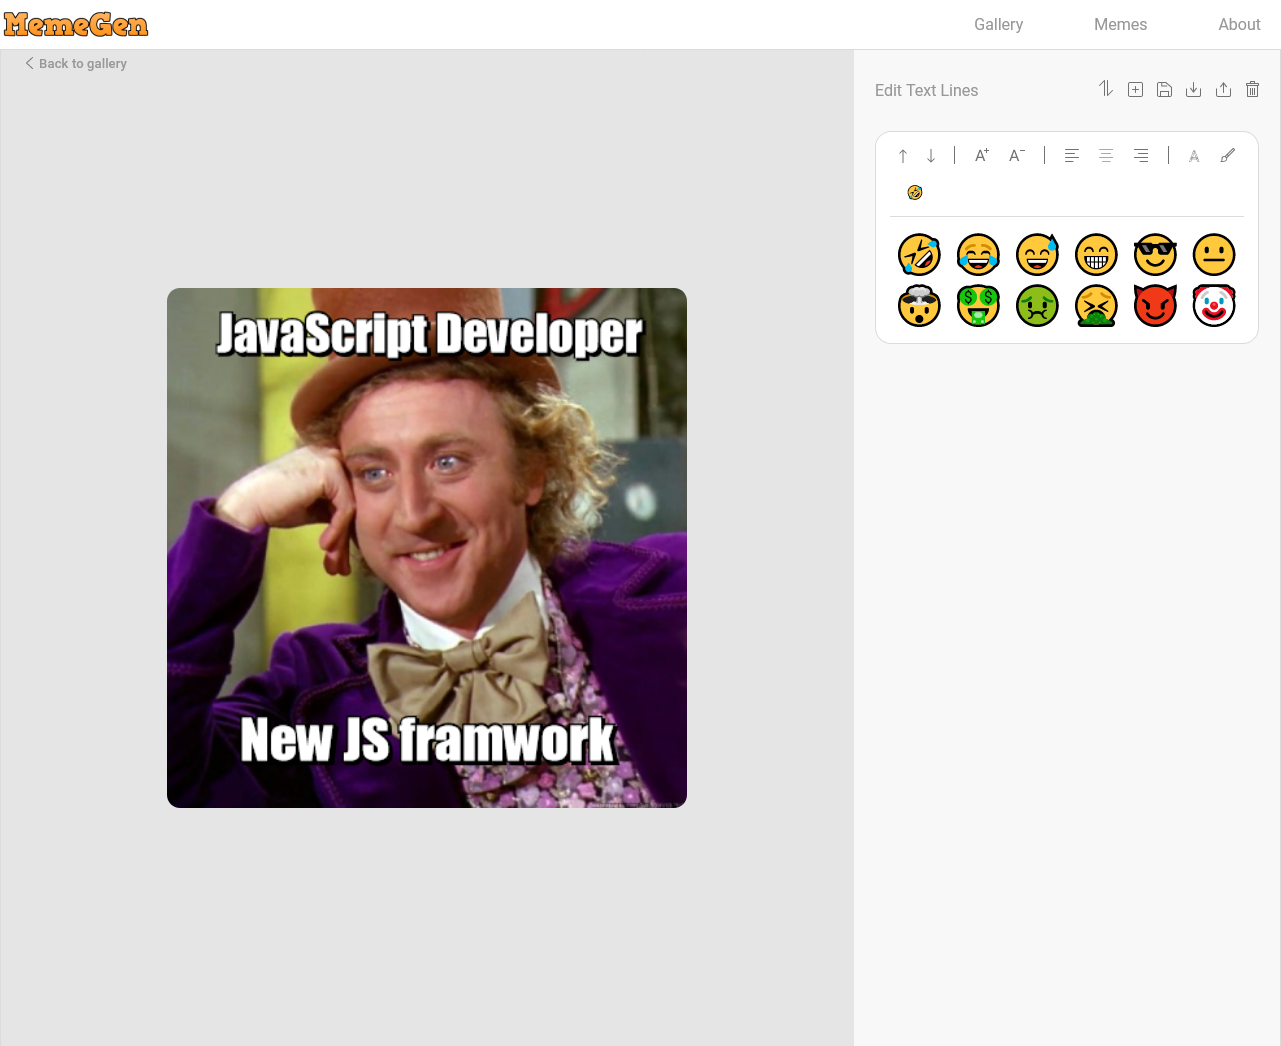 MemeGen
Gallery
Memes
About
Back to gallery
Edit Text Lines
JavaScript Developer
New JS framwork